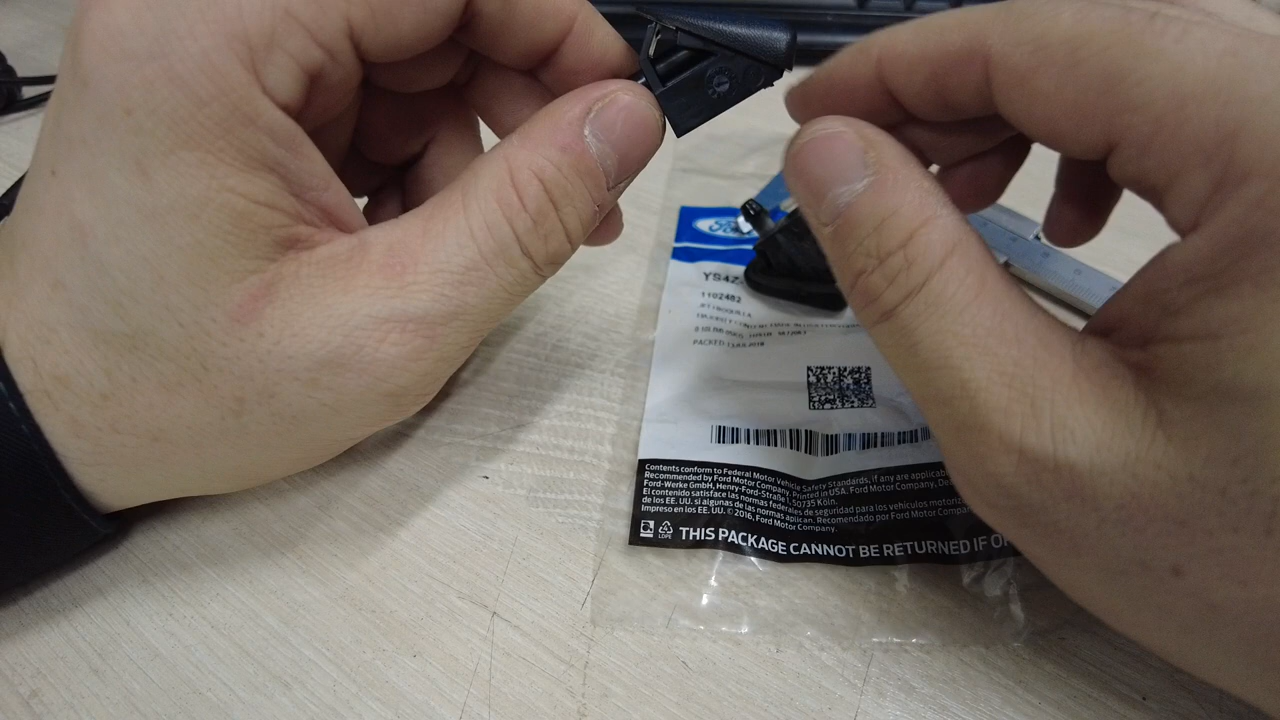 Ford
YS4Z-
1102482
PACKED
Contents conform to Federal Motor Vehicle Safety Standards, if any are applicab
Recommended by Ford Motor Company. Printed in USA. Ford Motor Company, Dea
Ford-Werke GmbH, Henry-Ford-Straße 1, 50735 Köln.
El contenido satisface las normas federales de seguridad para los vehículos motoriz
de los EE. UU. si algunas de las normas aplican. Recomendado por Ford Motor Compan
Impreso en los EE. UU. © 2016, Ford Motor Company.
LDPE
THIS PACKAGE CANNOT BE RETURNED IF OP